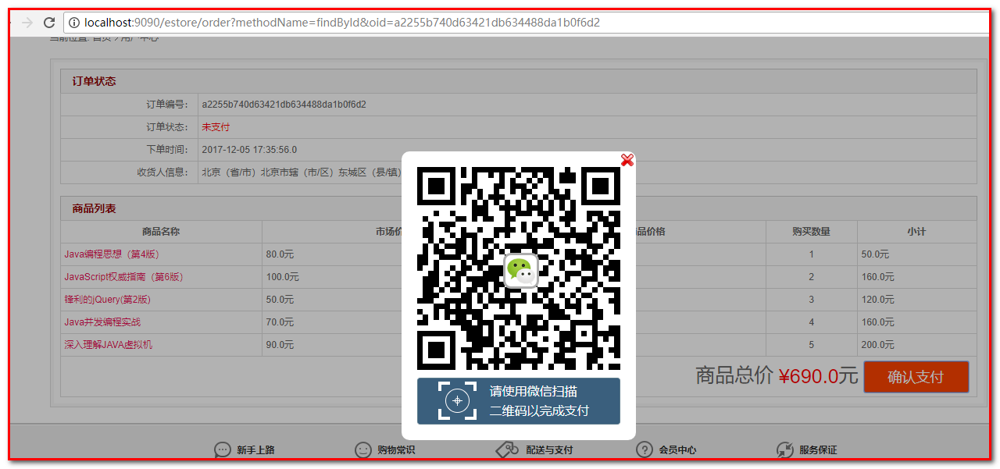 localhost:9090/estore/order?methodName=findById&oid=a2255b740d63421db634488da1b0f6d2
当前位置: 首页 > 用户中心
订单状态
订单编号: a2255b740d63421db634488da1b0f6d2
订单状态: 未支付
下单时间: 2017-12-05 17:35:56.0
收货人信息: 北京（省/市）北京市辖（市/区）东城区（县/镇）
商品列表
商品名称 市场价 品价格 购买数量 小计
Java编程思想（第4版） 80.0元 1 50.0元
JavaScript权威指南（第6版） 100.0元 2 160.0元
锋利的jQuery(第2版) 50.0元 3 120.0元
Java并发编程实战 70.0元 4 160.0元
深入理解JAVA虚拟机 90.0元 5 200.0元
商品总价 ¥690.0元 确认支付
请使用微信扫描
二维码以完成支付
新手上路 购物常识 配送与支付 会员中心 服务保证